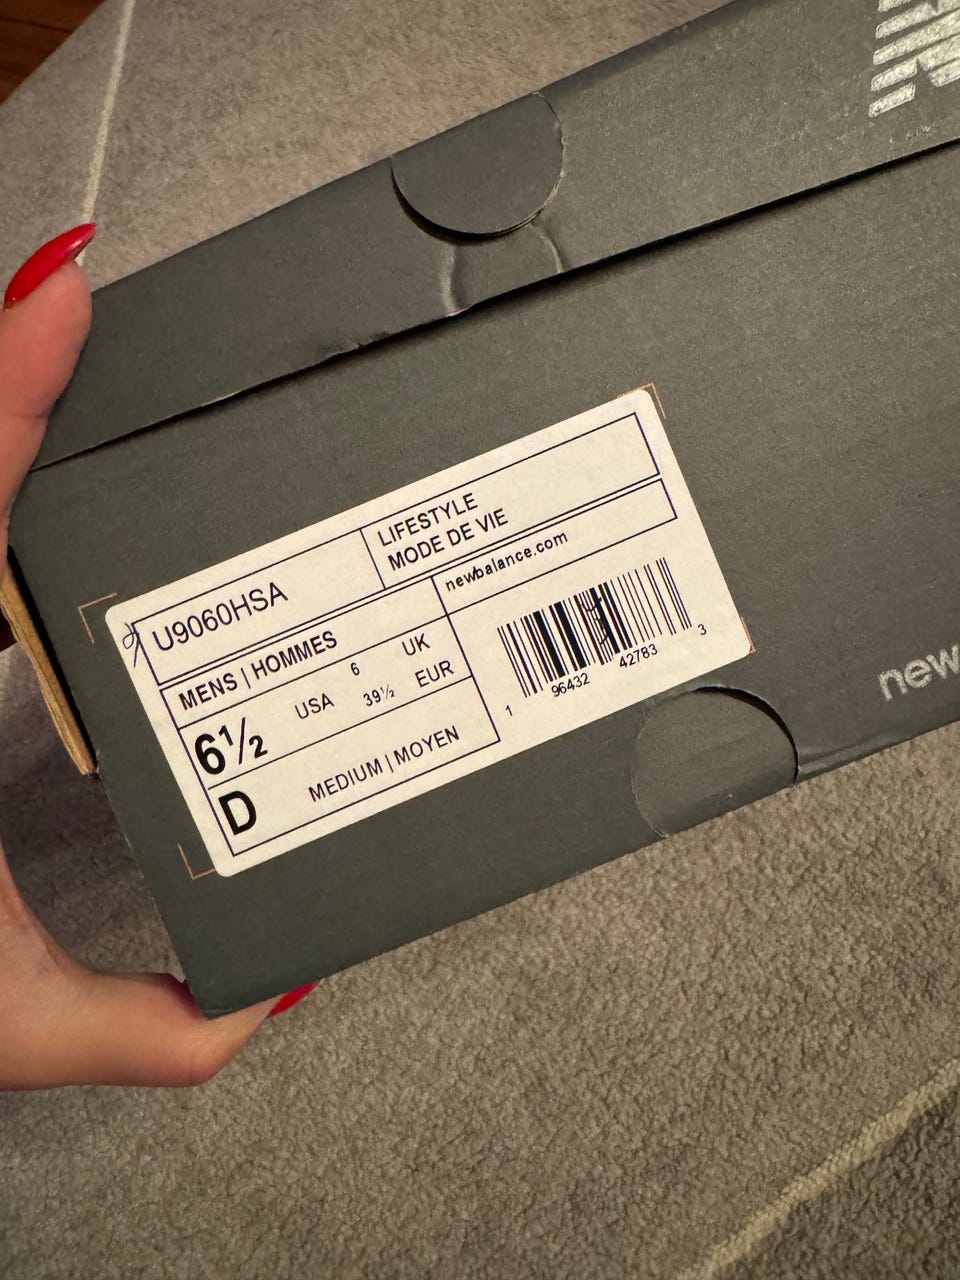 U9060HSA
LIFESTYLE
MODE DE VIE
MENS | HOMMES
newbalance.com
6½ USA
6 UK
39½ EUR
D MEDIUM | MOYEN
1 96432 42783 3
new